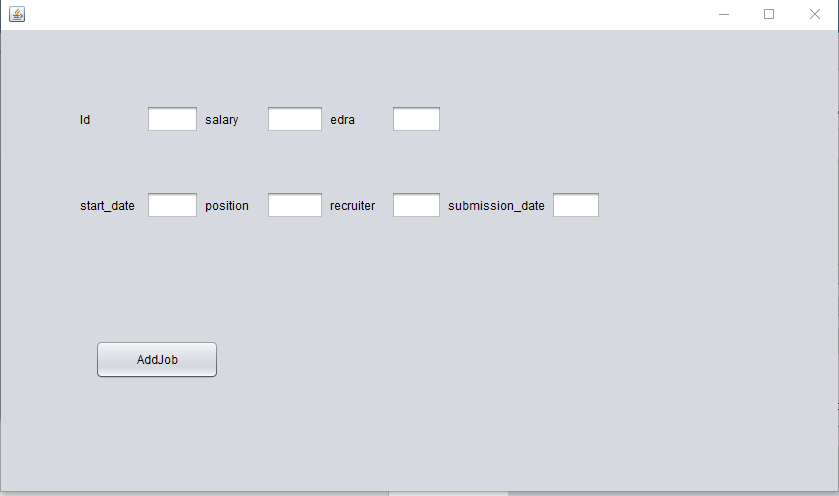 Id salary edra
start_date position recruiter submission_date
AddJob